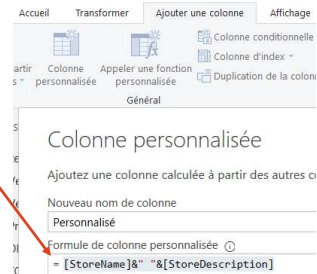 Accueil Transformer Ajouter une colonne Affichage
Colonne conditionnelle
Colonne d'index
Duplication de la
Colonne personnalisée
Appeler une fonction personnalisée
Général
Colonne personnalisée
Ajoutez une colonne calculée à partir des autres
Nouveau nom de colonne
Personnalisé
Formule de colonne personnalisée
= [StoreName]&" "&[StoreDescription]